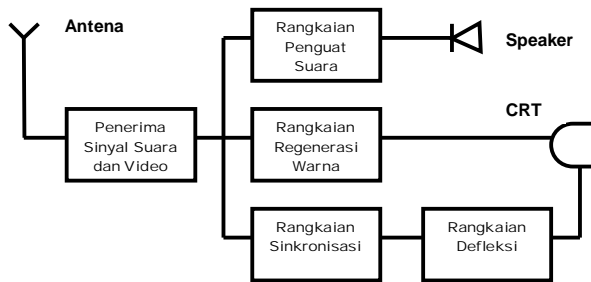 Antena
Rangkaian
Penguat
Suara
Speaker
CRT
Penerima
Sinyal Suara
dan Video
Rangkaian
Regenerasi
Warna
Rangkaian
Sinkronisasi
Rangkaian
Defleksi